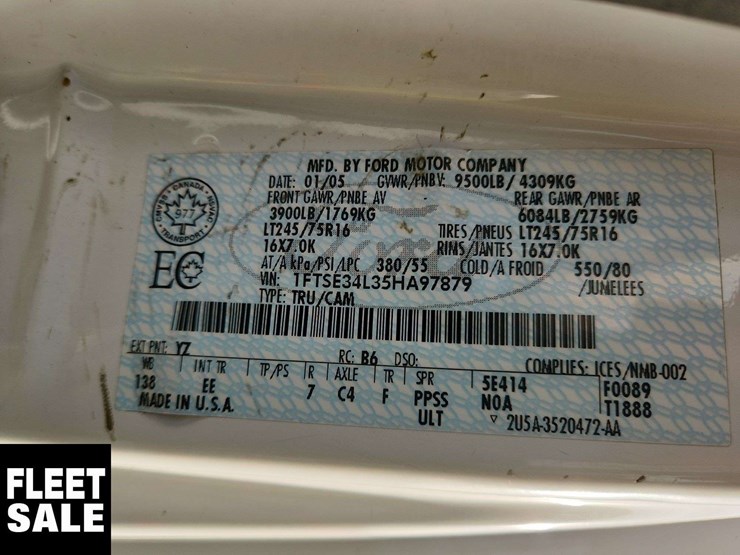 MFD. BY FORD MOTOR COMPANY
DATE: 01/05 GVWR/PNBV: 9500LB/ 4309KG
FRONT GAWR/PNBE AV REAR GAWR/PNBE AR
3900LB/1769KG 6084LB/2759KG
LT245/75R16 TIRES/PNEUS LT245/75R16
16X7.0K RIMS/JANTES 16X7.0K
AT/A kPa/PSI/LPC 380/55 COLD/A FROID 550/80
VIN: 1FTSE34L35HA97879 /JUMELEES
TYPE: TRU/CAM
CANADA
977
TRANSPORT
EC
EXT PNT: YZ RC: B6 DSO: COMPLIES: ICES/NMB-002
WB INT TR TP/PS R AXLE TR SPR 5E414 F0089
138 EE 7 C4 F PPSS N0A T1888
MADE IN U.S.A. ULT ▽ 2U5A-3520472-AA
FLEET
SALE